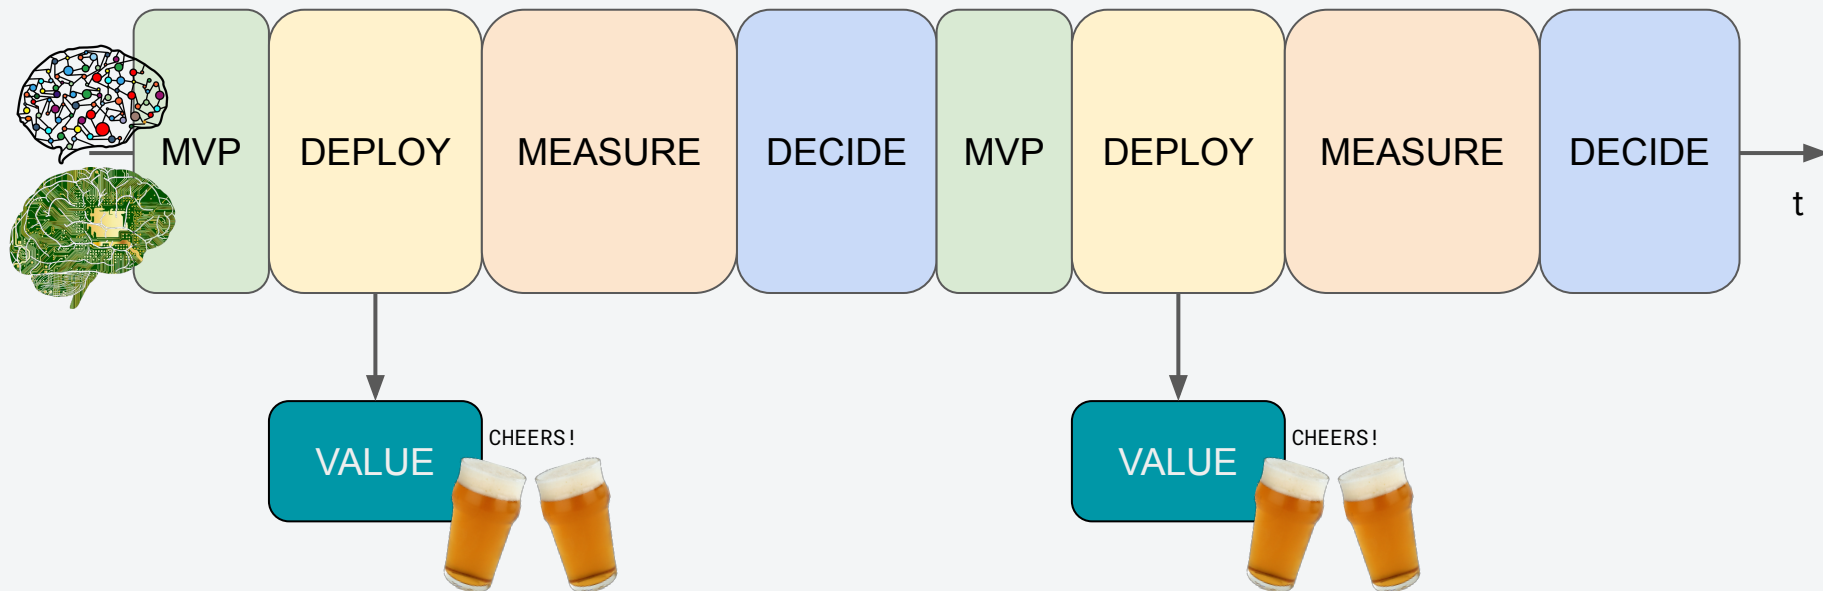 MVP DEPLOY MEASURE DECIDE MVP DEPLOY MEASURE DECIDE
t
CHEERS! CHEERS!
VALUE VALUE